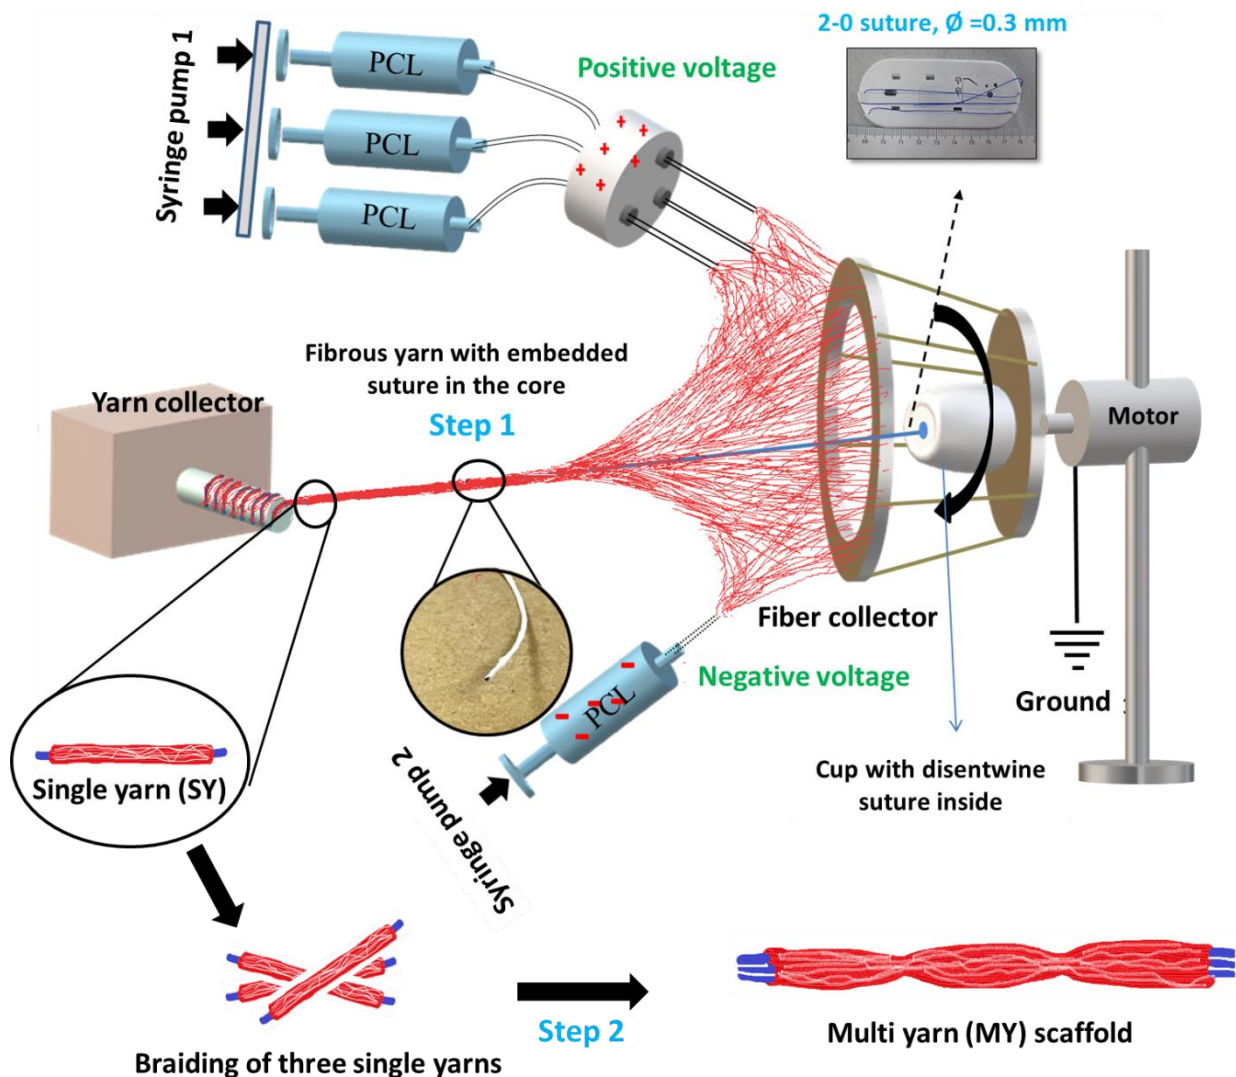 2-0 suture, Ø =0.3 mm
Syringe pump 1
PCL
PCL
PCL
Positive voltage
Fibrous yarn with embedded
suture in the core
Step 1
Yarn collector
Motor
Fiber collector
Negative voltage
PCL
Syringe pump 2
Ground
Cup with disentwine
suture inside
Single yarn (SY)
Step 2
Braiding of three single yarns
Multi yarn (MY) scaffold